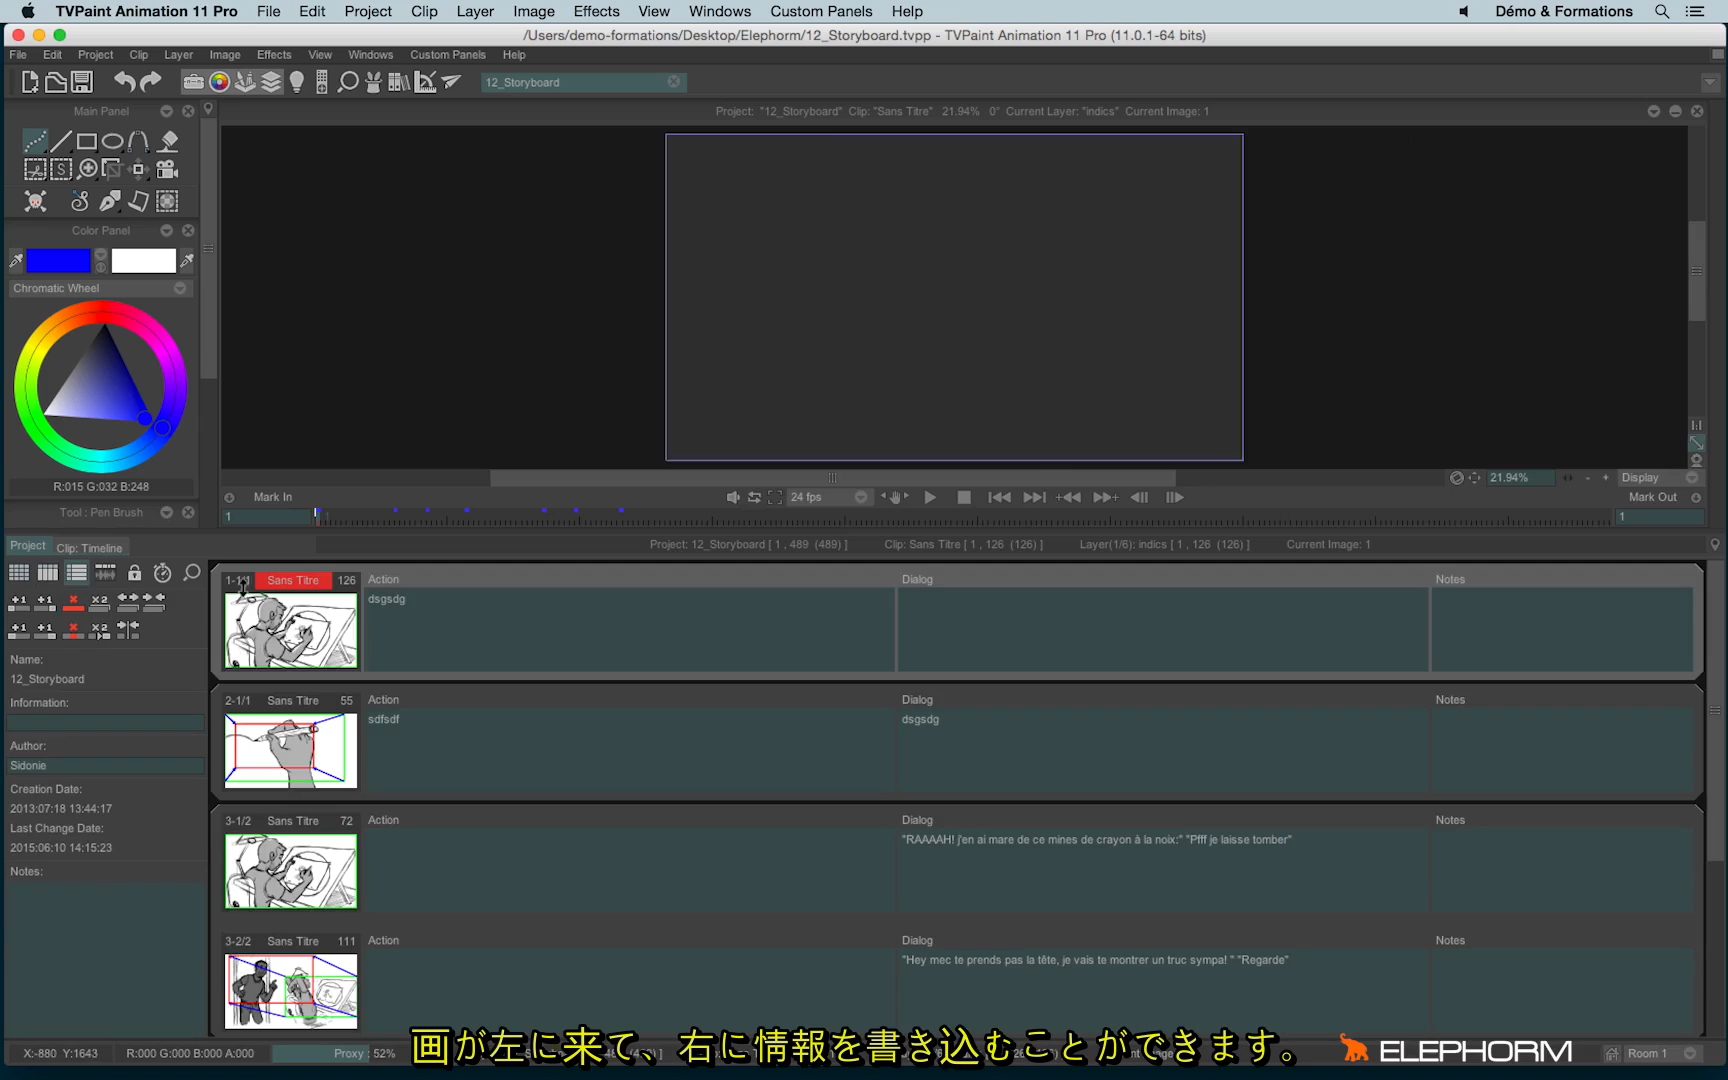 TVPaint Animation 11 Pro File Edit Project Clip Layer Image Effects View Windows Custom Panels Help Démo & Formations
/Users/demo-formations/Desktop/Elephorm/12_Storyboard.tvpp - TVPaint Animation 11 Pro (11.0.1-64 bits)
File Edit Project Clip Layer Image Effects View Windows Custom Panels Help
12_Storyboard
Main Panel
Project: "12_Storyboard" Clip: "Sans Titre" 21.94% 0° Current Layer: "indics" Current Image: 1
Color Panel
Chromatic Wheel
R:015 G:032 B:248
21.94% - + Display
Mark In 24 fps Mark Out
Tool : Pen Brush
1 1 1
Project Clip: Timeline
Project: 12_Storyboard [ 1 , 489 (489) ] Clip: Sans Titre [ 1 , 126 (126) ] Layer(1/6): indics [ 1 , 126 (126) ] Current Image: 1
1-1/1 Sans Titre 126 Action Dialog Notes
dsgsdg
+1 +1 x x2
+1 +1 x x2
Name:
12_Storyboard
Information:
Author:
Sidonie
Creation Date:
2013:07:18 13:44:17
Last Change Date:
2015:06:10 14:15:23
Notes:
2-1/1 Sans Titre 55 Action Dialog Notes
sdfsdf dsgsdg
3-1/2 Sans Titre 72 Action Dialog Notes
"RAAAAH! j'en ai mare de ce mines de crayon à la noix:" "Pfff je laisse tomber"
3-2/2 Sans Titre 111 Action Dialog Notes
"Hey mec te prends pas la tête, je vais te montrer un truc sympa! " "Regarde"
画が左に来て、右に情報を書き込むことができます。
ELEPHORM
X:-880 Y:1643 R:000 G:000 B:000 A:000 Proxy : 52% Room 1